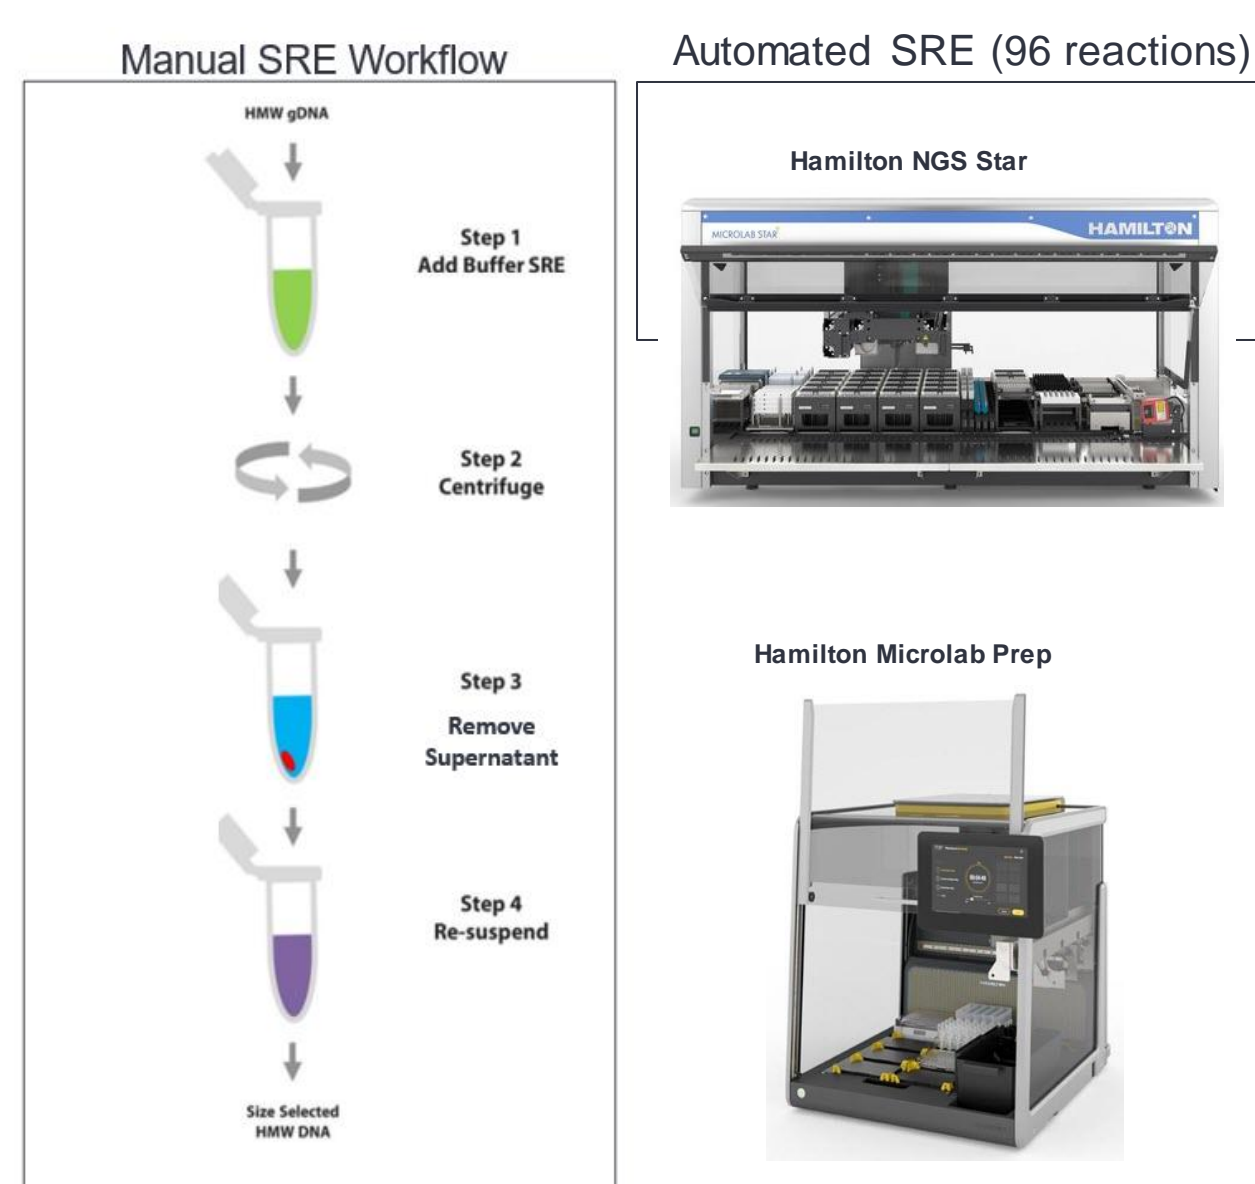 Manual SRE Workflow
HMW gDNA
Step 1
Add Buffer SRE
Step 2
Centrifuge
Step 3
Remove
Supernatant
Step 4
Re-suspend
Size Selected
HMW DNA
Automated SRE (96 reactions)
Hamilton NGS Star
MICROLAB STAR
HAMILTON
Hamilton Microlab Prep